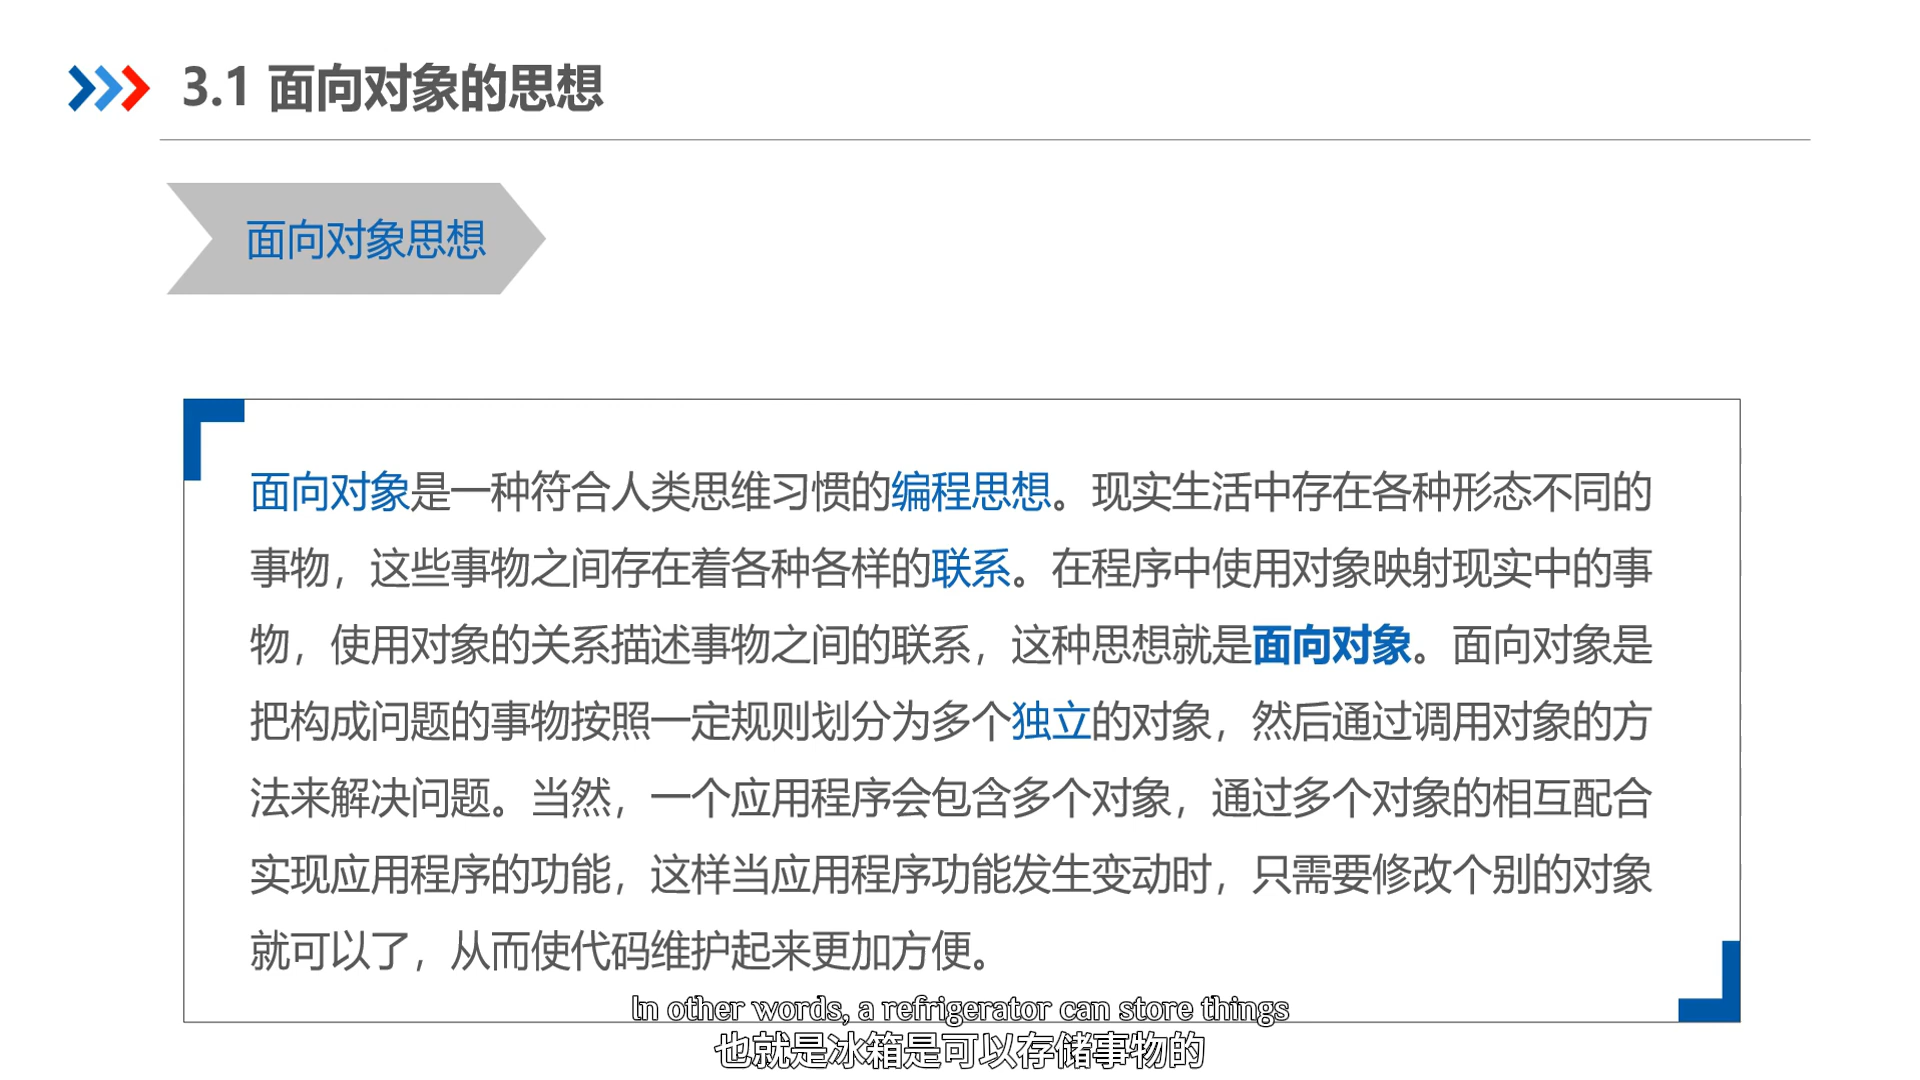 3.1 面向对象的思想
面向对象思想
面向对象是一种符合人类思维习惯的编程思想。现实生活中存在各种形态不同的
事物，这些事物之间存在着各种各样的联系。在程序中使用对象映射现实中的事
物，使用对象的关系描述事物之间的联系，这种思想就是面向对象。面向对象是
把构成问题的事物按照一定规则划分为多个独立的对象，然后通过调用对象的方
法来解决问题。当然，一个应用程序会包含多个对象，通过多个对象的相互配合
实现应用程序的功能，这样当应用程序功能发生变动时，只需要修改个别的对象
就可以了，从而使代码维护起来更加方便。
In other words, a refrigerator can store things
也就是冰箱是可以存储事物的